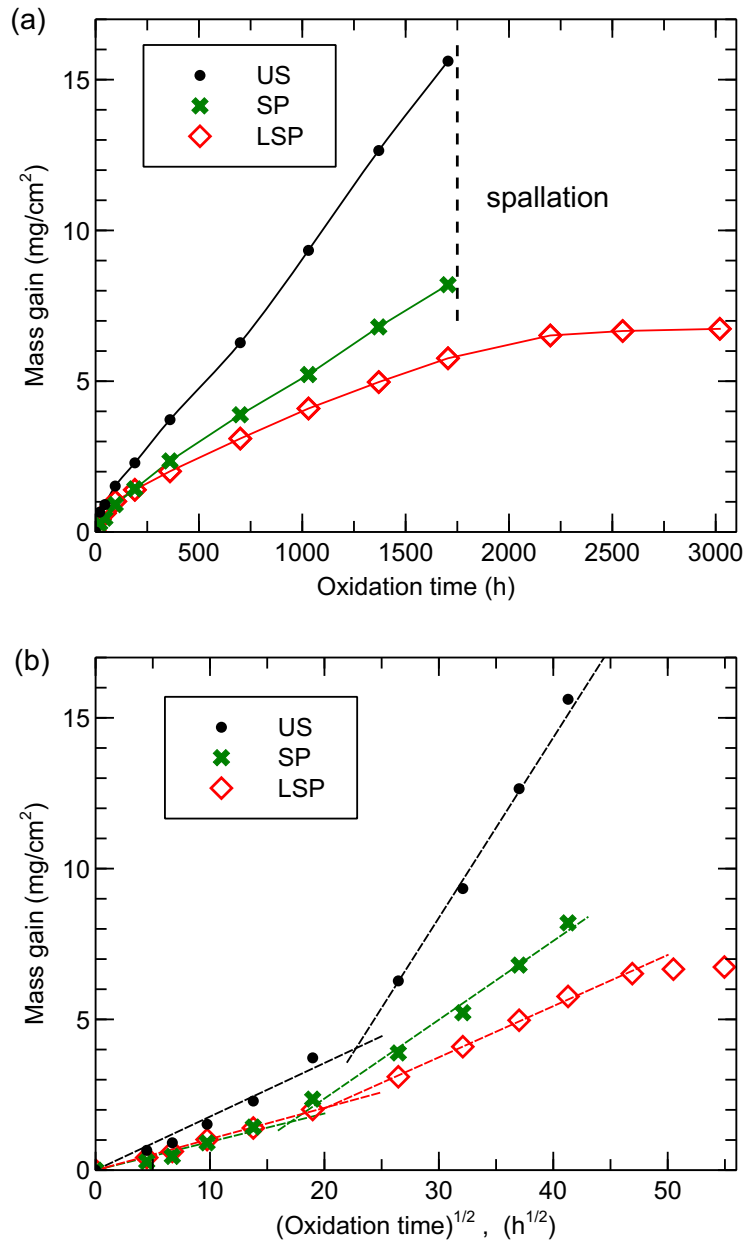 (a)
15
10
5
0
Mass gain (mg/cm²)
US
SP
LSP
spallation
0 500 1000 1500 2000 2500 3000
Oxidation time (h)
(b)
15
10
5
0
Mass gain (mg/cm²)
US
SP
LSP
0 10 20 30 40 50
(Oxidation time)^{1/2} , (h^{1/2})